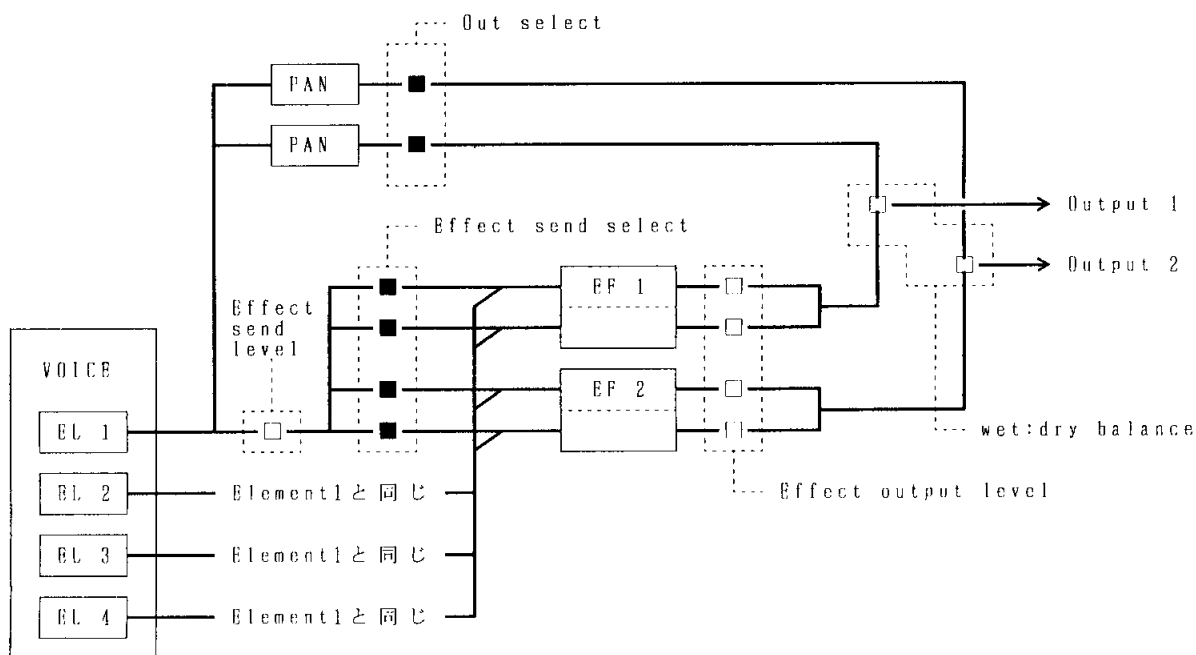 Out select
PAN
PAN
Output 1
Effect send select
Output 2
EF 1
Effect
send
level
VOICE
EF 2
EL 1
wet:dry balance
EL 2
Element1と同じ
Effect output level
EL 3
Element1と同じ
EL 4
Element1と同じ